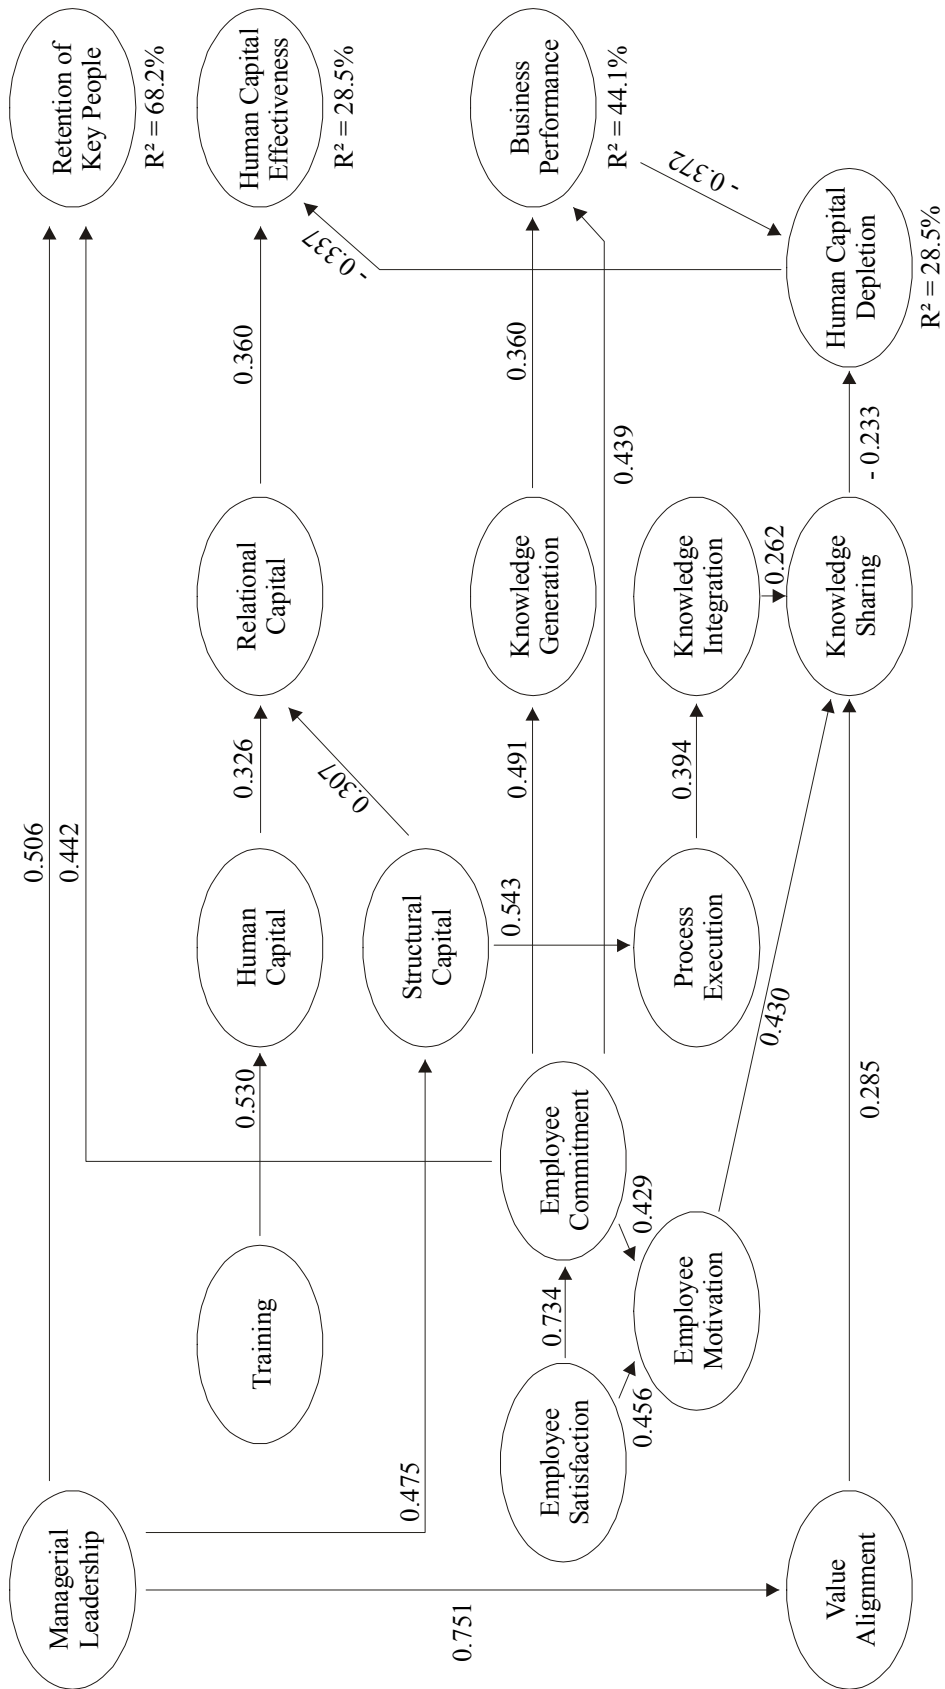 Managerial
Leadership
0.506
0.442
Retention of
Key People
R² = 68.2%
Training
0.530
Human
Capital
0.326
Relational
Capital
0.360
Human Capital
Effectiveness
R² = 28.5%
0.475
Structural
Capital
0.307
- 0.337
0.751
0.543
Employee
Satisfaction
0.734
Employee
Commitment
0.491
Knowledge
Generation
0.360
Business
Performance
R² = 44.1%
0.439
0.456
0.429
Employee
Motivation
Process
Execution
0.394
Knowledge
Integration
- 0.372
0.430
0.262
Value
Alignment
0.285
Knowledge
Sharing
- 0.233
Human Capital
Depletion
R² = 28.5%